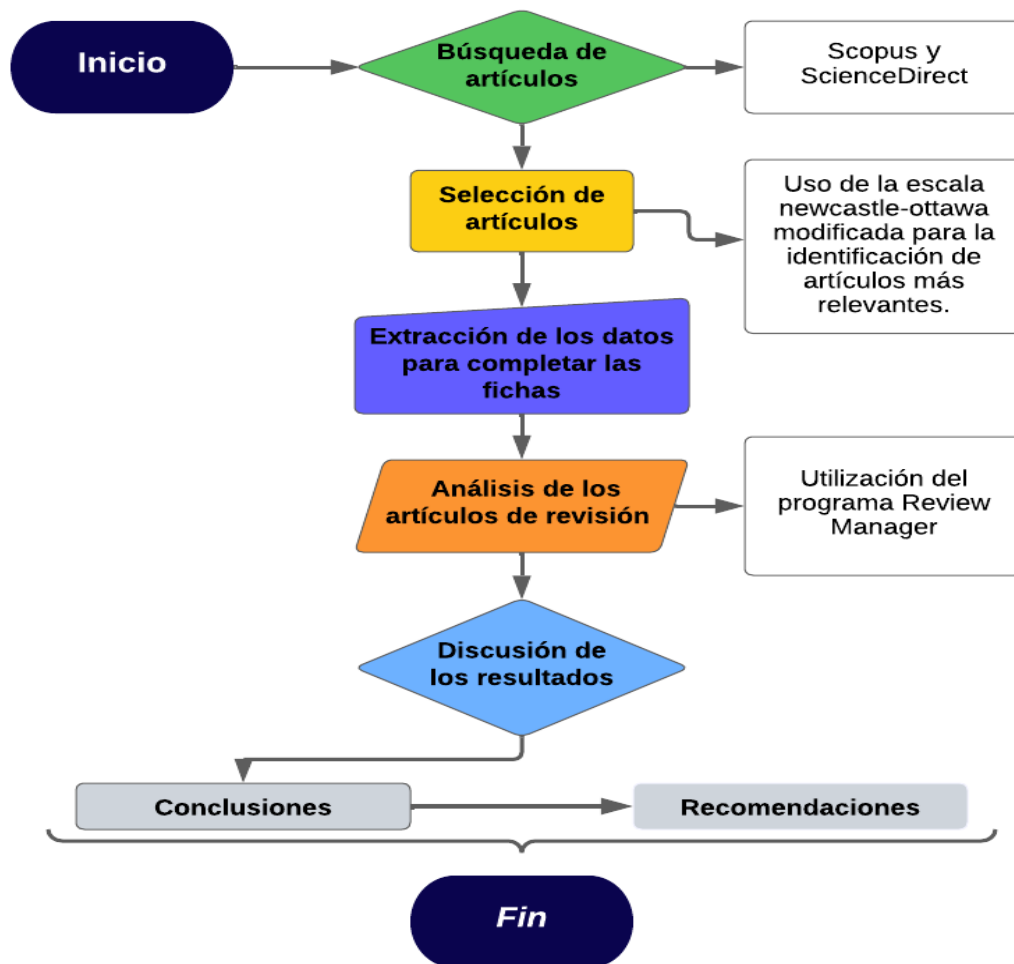 Inicio
Búsqueda de
artículos
Scopus y
ScienceDirect
Selección de
artículos
Uso de la escala
newcastle-ottawa
modificada para la
identificación de
artículos más
relevantes.
Extracción de los datos
para completar las
fichas
Análisis de los
artículos de revisión
Utilización del
programa Review
Manager
Discusión de
los resultados
Conclusiones
Recomendaciones
Fin